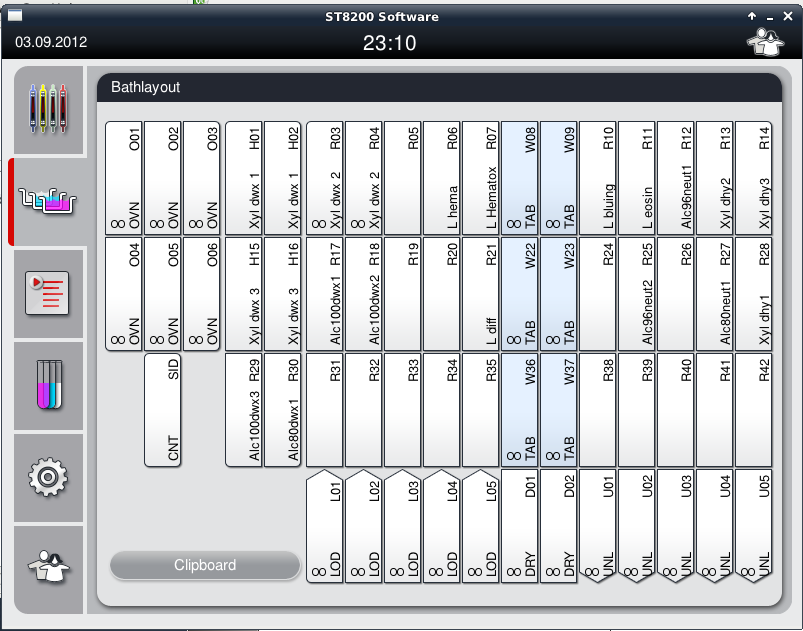 ST8200 Software
03.09.2012
23:10
Bathlayout
O01 ∞ OVN
O02 ∞ OVN
O03 ∞ OVN
H01 Xyl dwx 1
H02 Xyl dwx 1
R03 ∞ Xyl dwx 2
R04 ∞ Xyl dwx 2
R05
R06 L hema
R07 L Hematox
W08 ∞ TAB
W09 ∞ TAB
R10 L bluing
R11 L eosin
R12 Alc96neut1
R13 Xyl dhy2
R14 Xyl dhy3
O04 ∞ OVN
O05 ∞ OVN
O06 ∞ OVN
H15 Xyl dwx 3
H16 Xyl dwx 3
R17 Alc100dwx1
R18 Alc100dwx2
R19
R20
R21 L diff
W22 ∞ TAB
W23 ∞ TAB
R24
R25 Alc96neut2
R26
R27 Alc80neut1
R28 Xyl dhy1
SID CNT
R29 Alc100dwx3
R30 Alc80dwx1
R31
R32
R33
R34
R35
W36 ∞ TAB
W37 ∞ TAB
R38
R39
R40
R41
R42
L01 ∞ LOD
L02 ∞ LOD
L03 ∞ LOD
L04 ∞ LOD
L05 ∞ LOD
D01 ∞ DRY
D02 ∞ DRY
U01 ∞ UNL
U02 ∞ UNL
U03 ∞ UNL
U04 ∞ UNL
U05 ∞ UNL
Clipboard